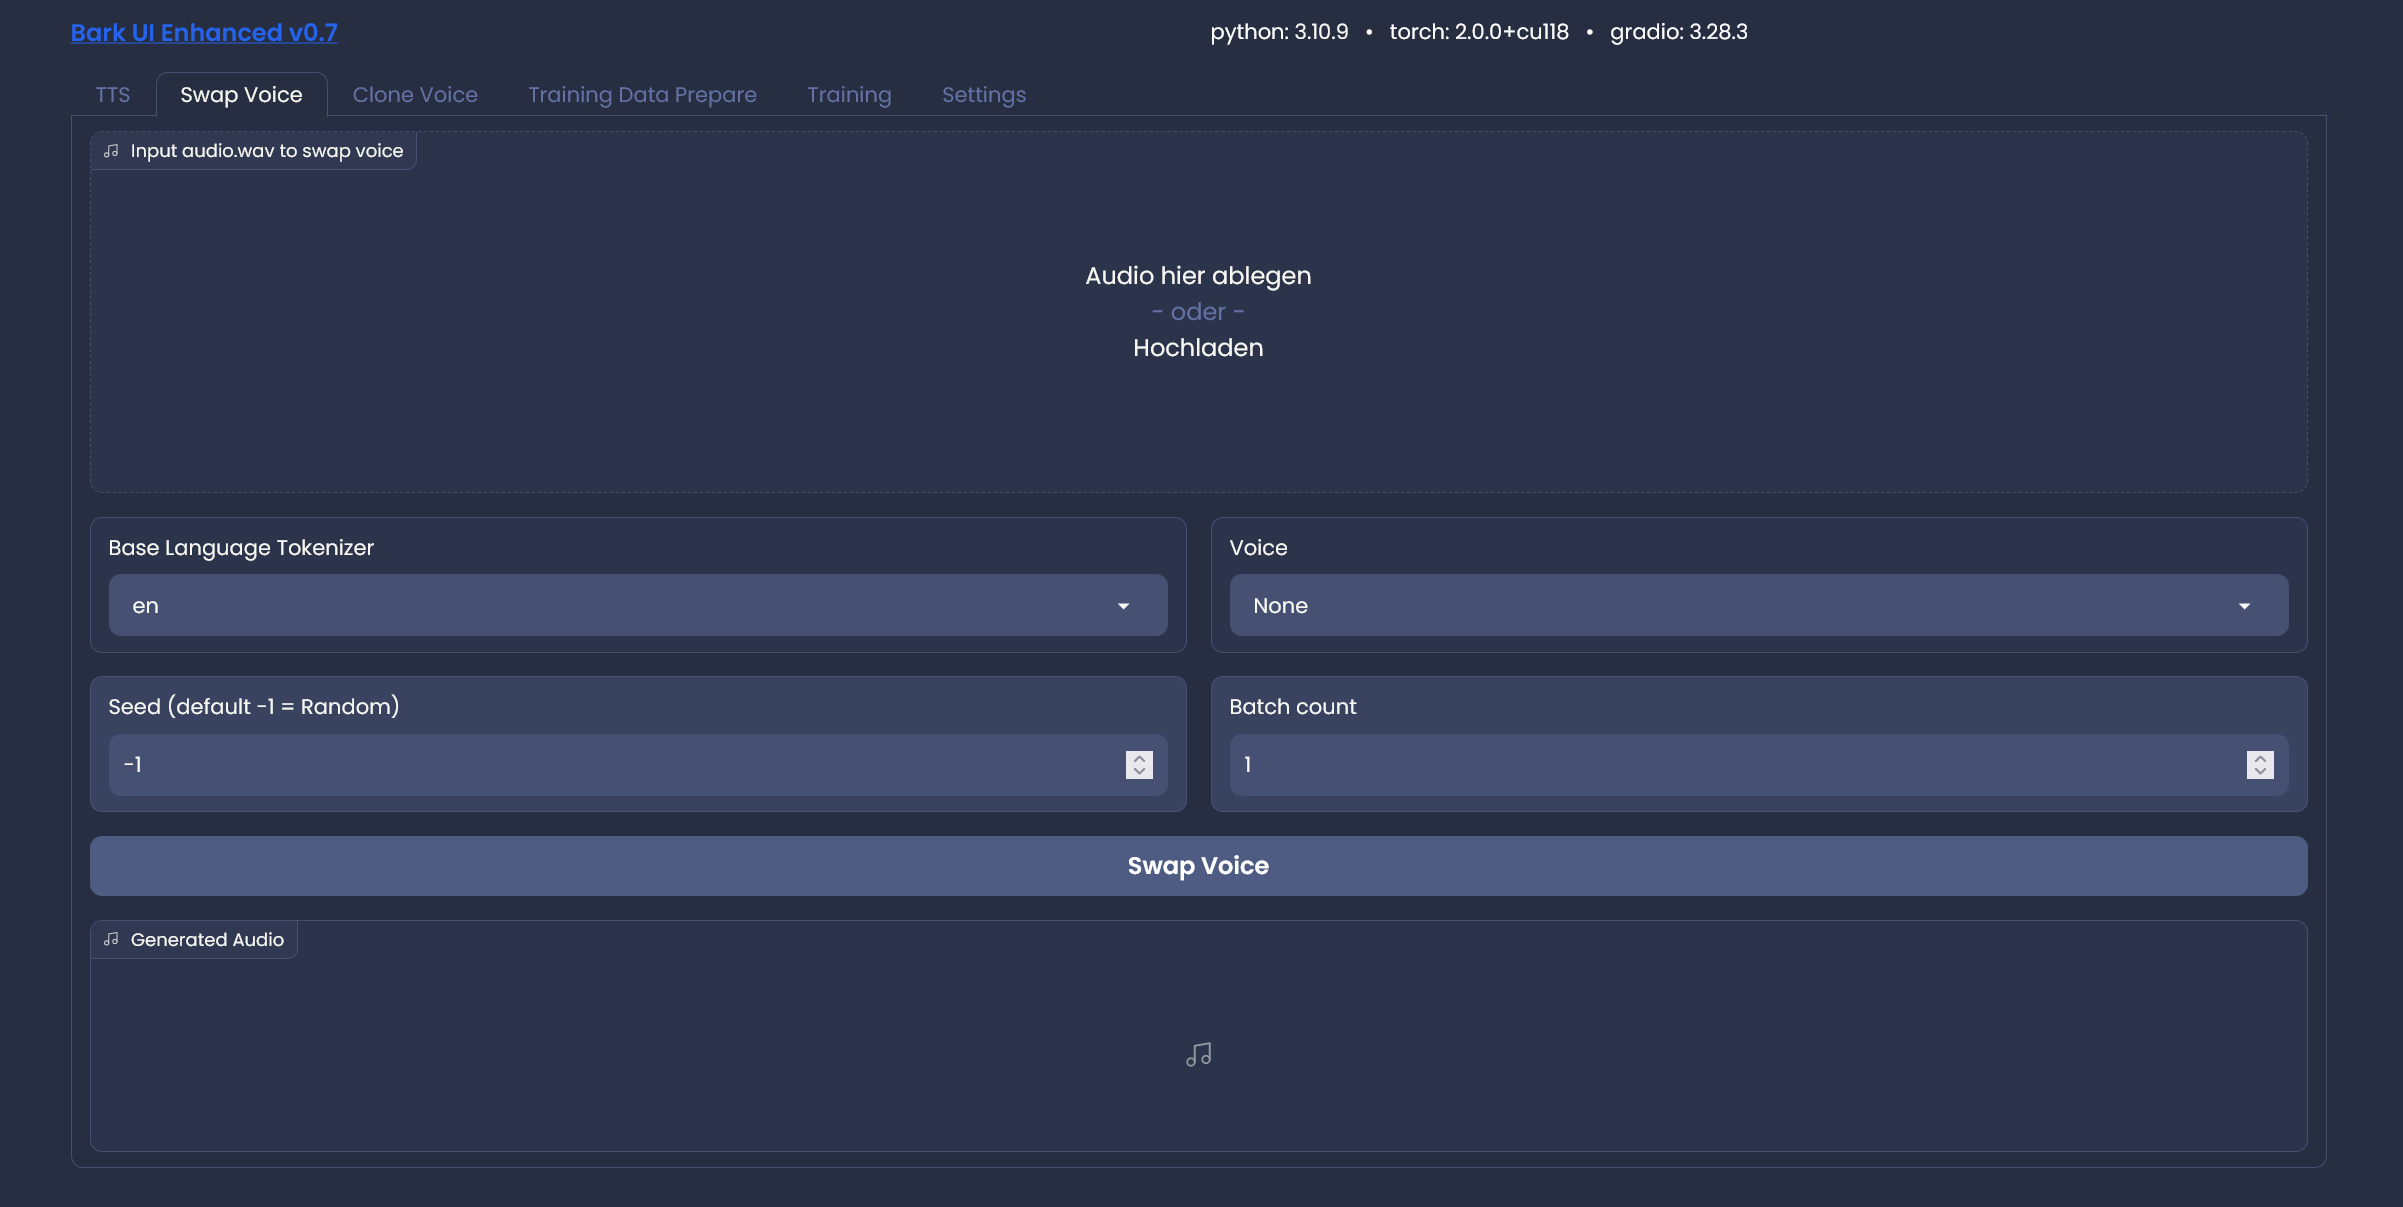 Bark UI Enhanced v0.7
python: 3.10.9 • torch: 2.0.0+cu118 • gradio: 3.28.3
TTS Swap Voice Clone Voice Training Data Prepare Training Settings
Input audio.wav to swap voice
Audio hier ablegen
- oder -
Hochladen
Base Language Tokenizer
en
Voice
None
Seed (default -1 = Random)
-1
Batch count
1
Swap Voice
Generated Audio